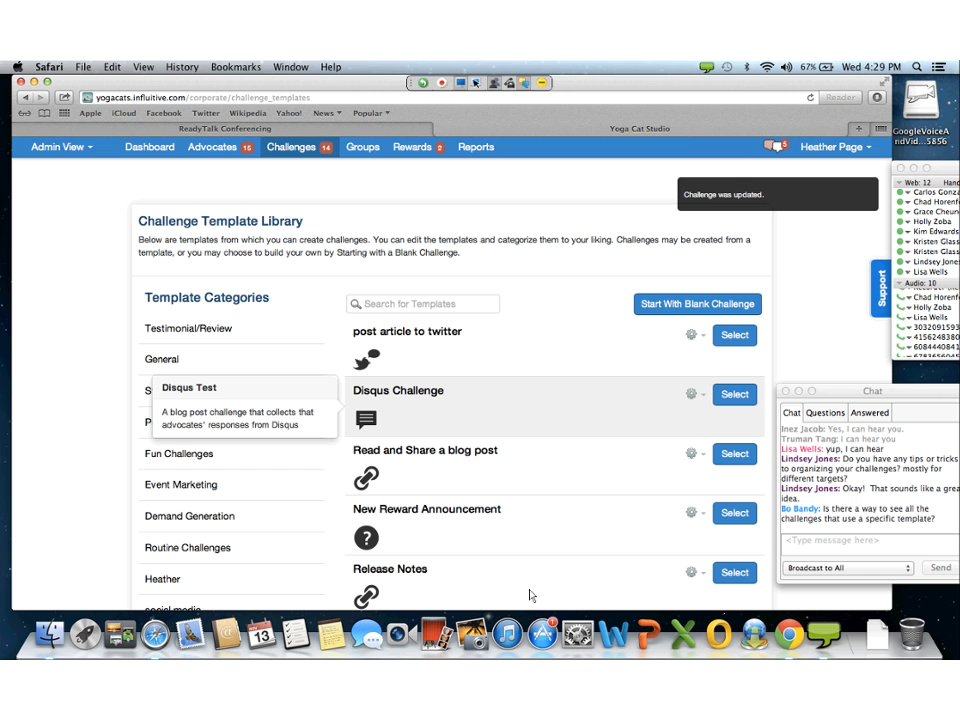 Safari File Edit View History Bookmarks Window Help
67% Wed 4:29 PM
yogacats.influitive.com/corporate/challenge_templates
Reader
Apple iCloud Facebook Twitter Wikipedia Yahoo! News Popular
ReadyTalk Conferencing
Yoga Cat Studio
Admin View Dashboard Advocates 15 Challenges 14 Groups Rewards 2 Reports
5 Heather Page
Challenge was updated.
Challenge Template Library
Below are templates from which you can create challenges. You can edit the templates and categorize them to your liking. Challenges may be created from a
template, or you may choose to build your own by Starting with a Blank Challenge.
Template Categories
Search for Templates
Start With Blank Challenge
Testimonial/Review
General
S
Disqus Test
A blog post challenge that collects that
advocates' responses from Disqus
P
Fun Challenges
Event Marketing
Demand Generation
Routine Challenges
Heather
social media
post article to twitter
Select
Disqus Challenge
Select
Read and Share a blog post
Select
New Reward Announcement
?
Select
Release Notes
Select
Support
GoogleVoiceA
ndVid...5856
Web: 12 Hand
Carlos Gonza
Chad Horenf
Grace Cheun
Holly Zoba
Kim Edwards
Kristen Glass
Kristen Glass
Lindsey Jones
Lisa Wells
Audio: 10
Chad Horenf
Holly Zoba
Lisa Wells
303209159
415624380
608444084
Chat
Chat Questions Answered
Inez Jacob: Yes, I can hear you.
Truman Tang: I can hear you
Lisa Wells: yup, I can hear
Lindsey Jones: Do you have any tips or tricks
to organizing your challenges? mostly for
different targets?
Lindsey Jones: Okay! That sounds like a grea
idea.
Bo Bandy: Is there a way to see all the
challenges that use a specific template?
<Type message here>
Broadcast to All
Send
13
1